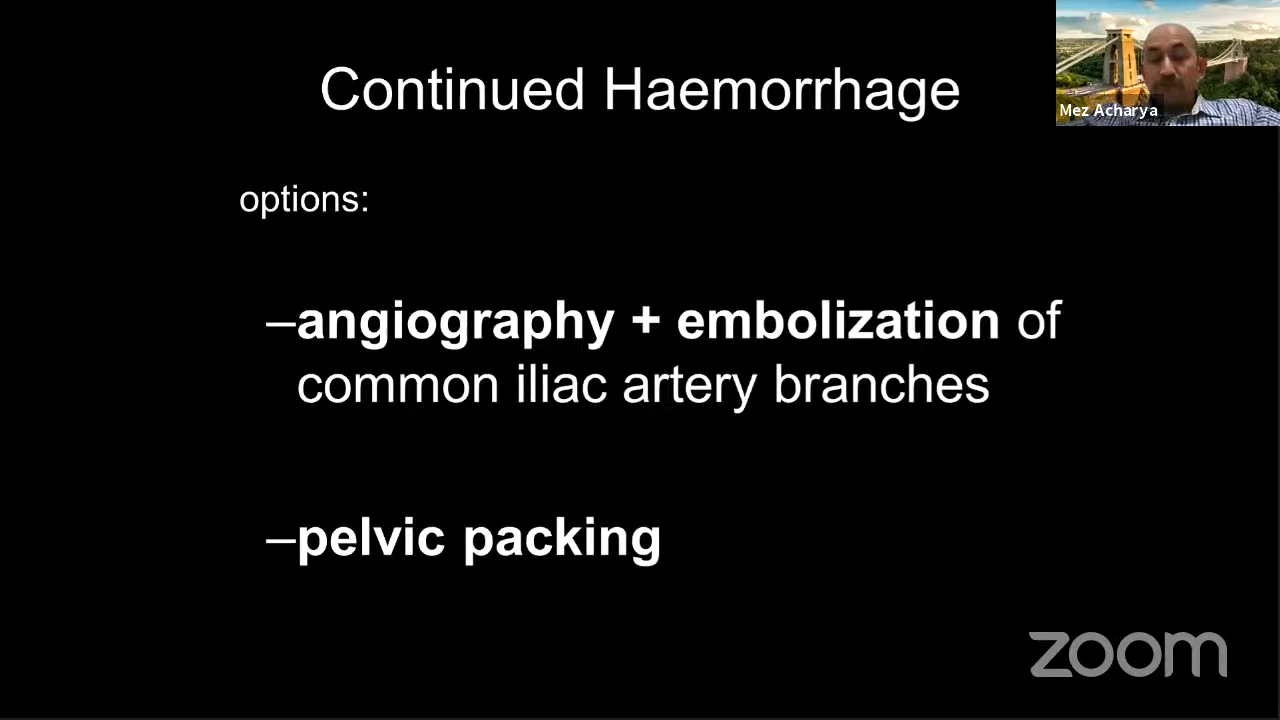 Continued Haemorrhage
Mez Acharya
options:
–angiography + embolization of
common iliac artery branches
–pelvic packing
zoom